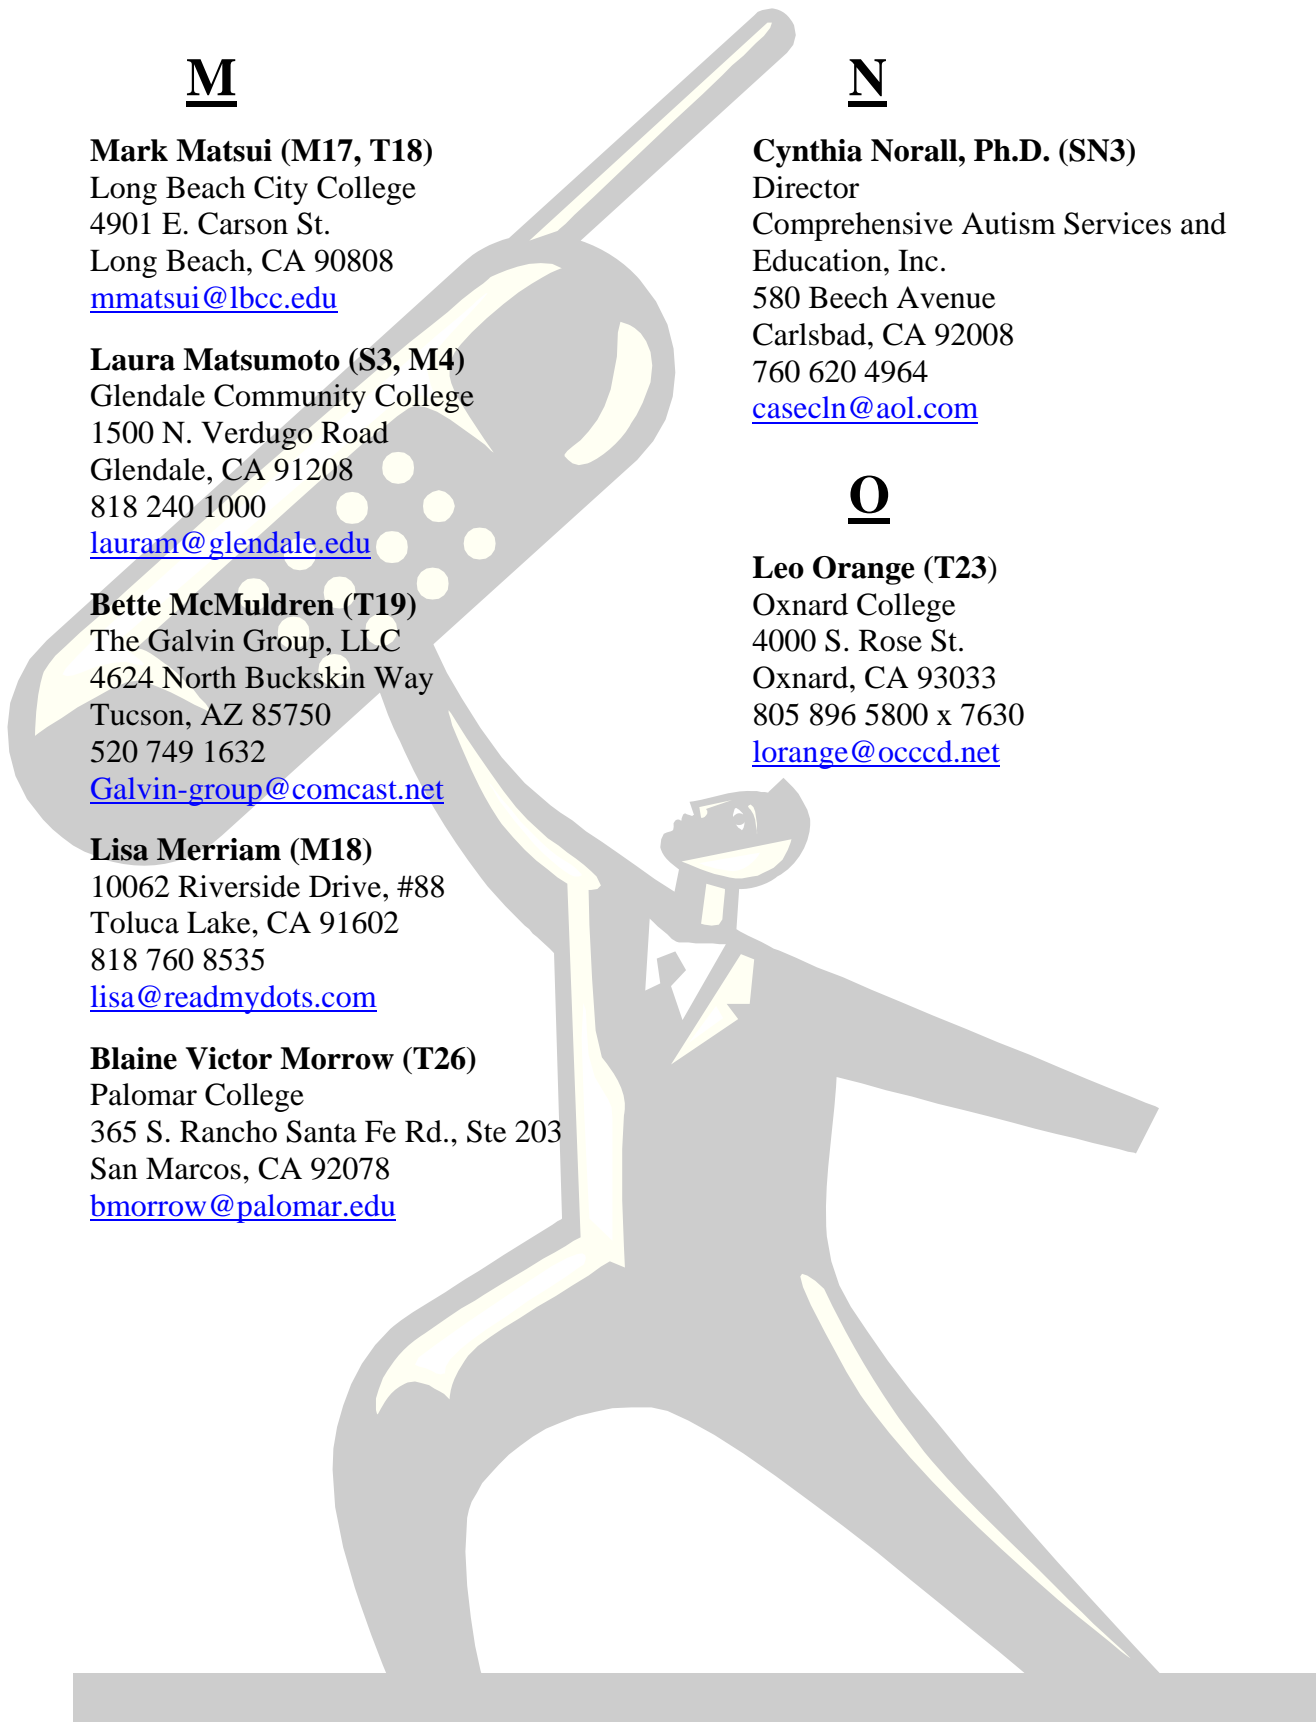 M
Mark Matsui (M17, T18)
Long Beach City College
4901 E. Carson St.
Long Beach, CA 90808
mmatsui@lbcc.edu
Laura Matsumoto (S3, M4)
Glendale Community College
1500 N. Verdugo Road
Glendale, CA 91208
818 240 1000
lauram@glendale.edu
Bette McMuldren (T19)
The Galvin Group, LLC
4624 North Buckskin Way
Tucson, AZ 85750
520 749 1632
Galvin-group@comcast.net
Lisa Merriam (M18)
10062 Riverside Drive, #88
Toluca Lake, CA 91602
818 760 8535
lisa@readmydots.com
Blaine Victor Morrow (T26)
Palomar College
365 S. Rancho Santa Fe Rd., Ste 203
San Marcos, CA 92078
bmorrow@palomar.edu
N
Cynthia Norall, Ph.D. (SN3)
Director
Comprehensive Autism Services and
Education, Inc.
580 Beech Avenue
Carlsbad, CA 92008
760 620 4964
casecln@aol.com
O
Leo Orange (T23)
Oxnard College
4000 S. Rose St.
Oxnard, CA 93033
805 896 5800 x 7630
lorange@occcd.net